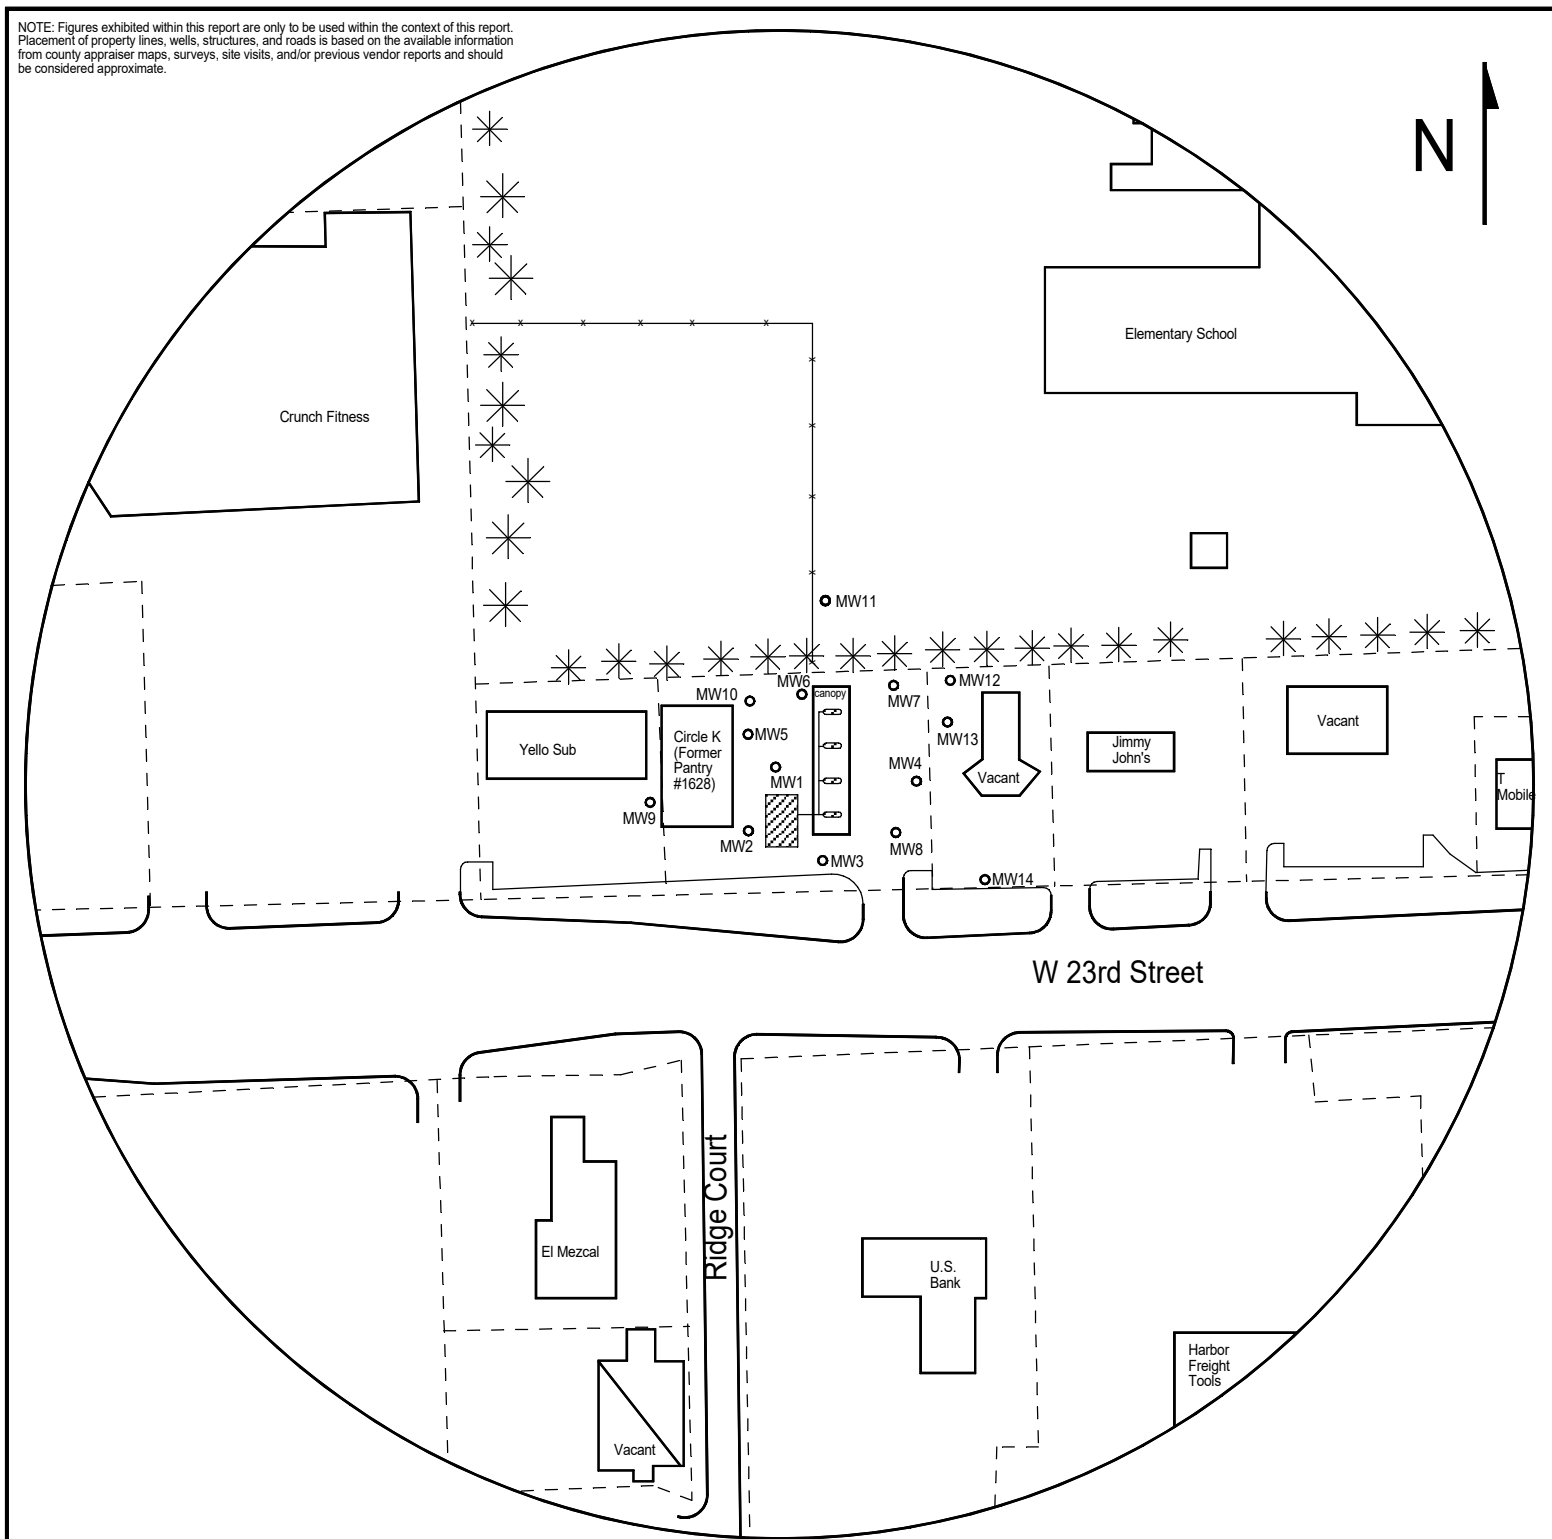 NOTE: Figures exhibited within this report are only to be used within the context of this report.
Placement of property lines, wells, structures, and roads is based on the available information
from county appraiser maps, surveys, site visits, and/or previous vendor reports and should
be considered approximate.
N
Elementary School
Crunch Fitness
MW11
MW12
MW6
canopy
MW10
MW7
Yello Sub
Circle K
(Former
Pantry
#1628)
MW5
MW13
Vacant
Jimmy
John's
MW1
MW4
Vacant
T
Mobile
MW9
MW2
MW8
MW3
MW14
W 23rd Street
Ridge Court
El Mezcal
U.S.
Bank
Harbor
Freight
Tools
Vacant